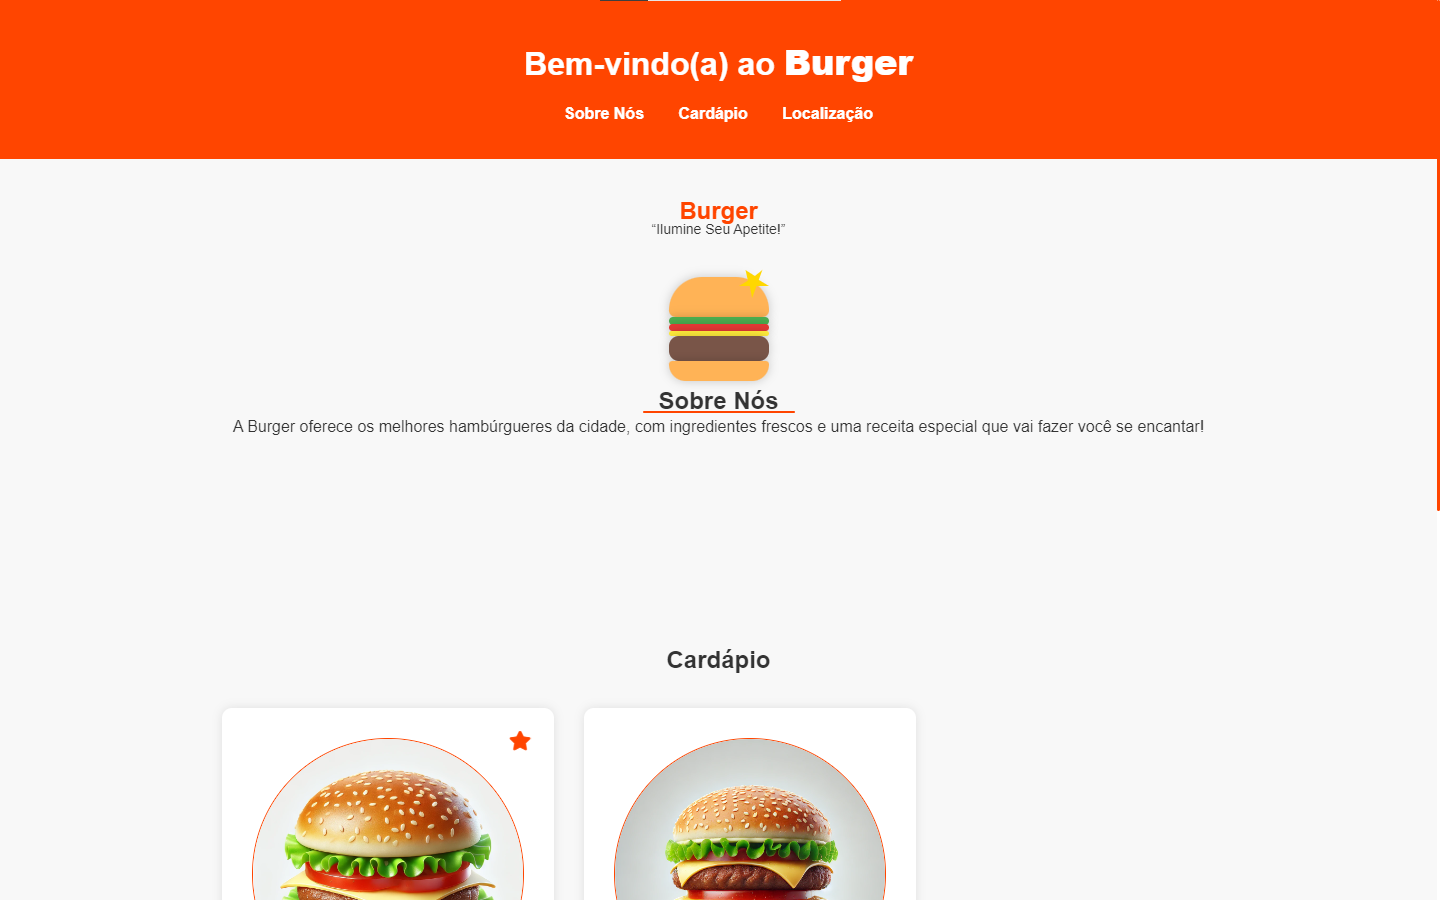 Bem-vindo(a) ao Burger
Sobre Nós Cardápio Localização
Burger
“Ilumine Seu Apetite!”
Sobre Nós
A Burger oferece os melhores hambúrgueres da cidade, com ingredientes frescos e uma receita especial que vai fazer você se encantar!
Cardápio